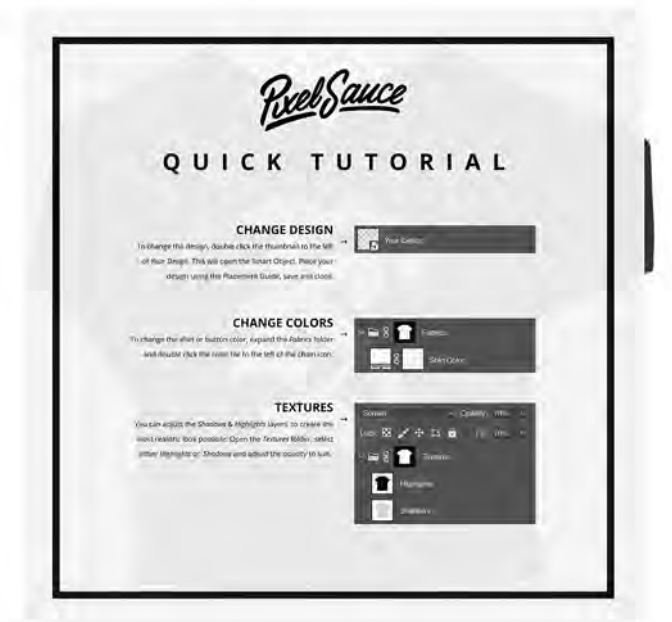 PixelSauce
QUICK TUTORIAL
CHANGE DESIGN
To change the design, double click the thumbnail to the left
of Your Design. This will open the Smart Object. Place your
design using the Placement Guide, save and close.
Your Design
CHANGE COLORS
To change the shirt or button color, expand the Fabrics folder
and double click the color tile to the left of the chain icon.
Fabrics
Shirt Color
TEXTURES
You can adjust the Shadows & Highlights layers to create the
most realistic look possible. Open the Textures folder, select
either Highlights or Shadows and adjust the opacity to suit.
Screen
Opacity:
Lock:
Textures
Highlights
Shadows